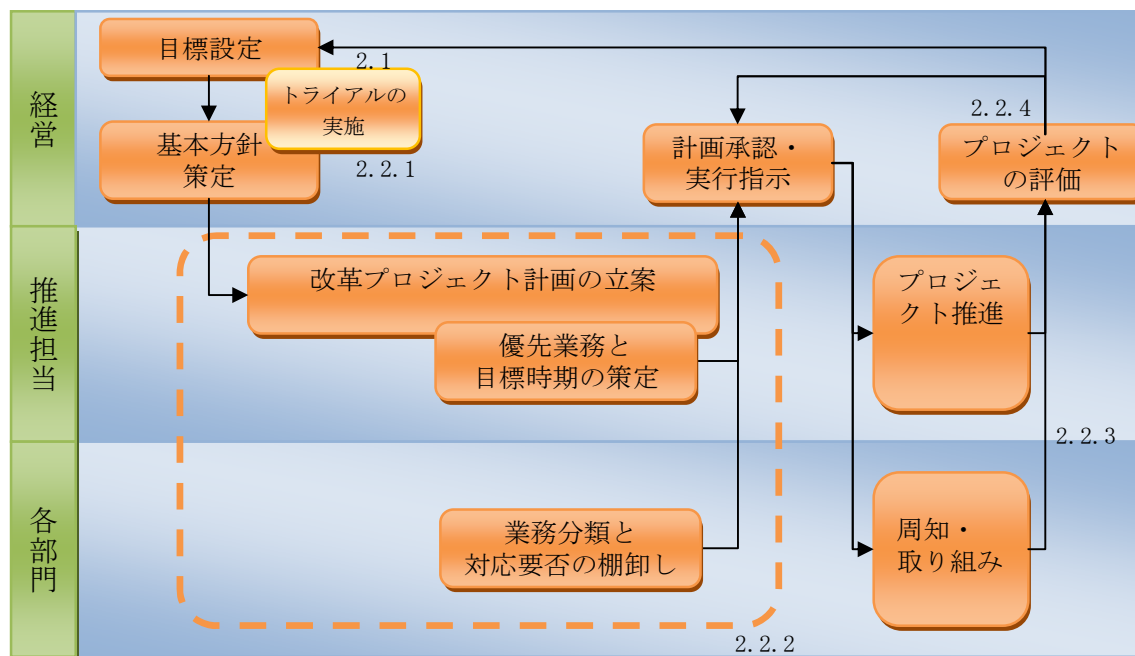 経営
目標設定
2.1
トライアルの
実施
基本方針
策定
2.2.1
計画承認・
実行指示
2.2.4
プロジェクト
の評価
推進担当
改革プロジェクト計画の立案
優先業務と
目標時期の策定
プロジェ
クト推進
2.2.3
各部門
業務分類と
対応要否の棚卸し
周知・
取り組み
2.2.2